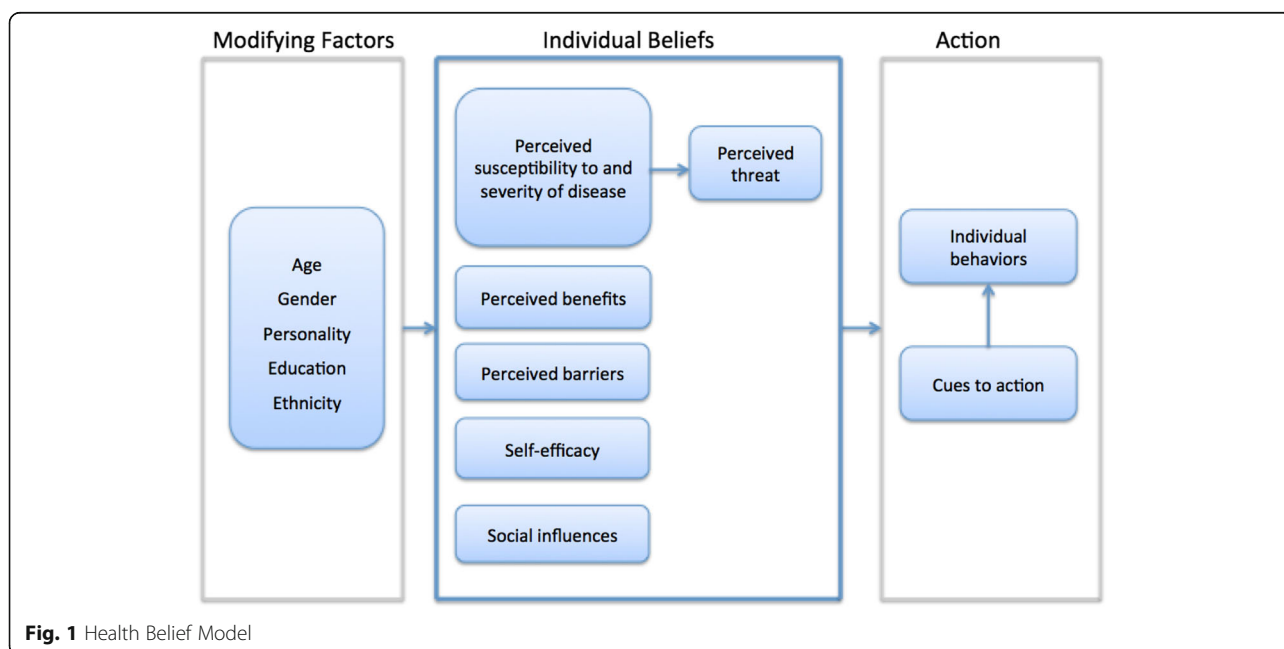 Modifying Factors
Individual Beliefs
Action
Age
Gender
Personality
Education
Ethnicity
Perceived
susceptibility to and
severity of disease
Perceived
threat
Perceived benefits
Perceived barriers
Self-efficacy
Social influences
Individual
behaviors
Cues to action
Fig. 1 Health Belief Model